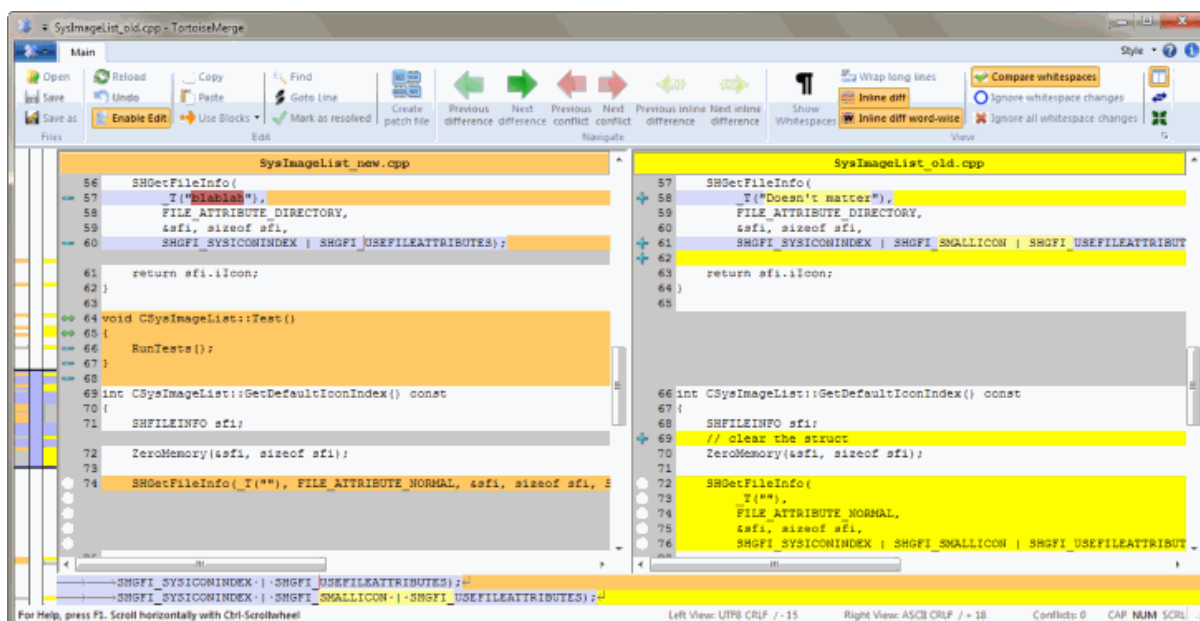 SysImageList_old.cpp - TortoiseMerge
Main
Style
Open
Reload
Copy
Find
Wrap long lines
Compare whitespaces
Save
Undo
Paste
Goto Line
Inline diff
Ignore whitespace changes
Save as
Enable Edit
Use Blocks
Mark as resolved
Create patch file
Previous difference
Next difference
Previous conflict
Next conflict
Previous inline difference
Next inline difference
Show Whitespaces
Inline diff word-wise
Ignore all whitespace changes
Files
Edit
Navigate
View
SysImageList_new.cpp
56 SHGetFileInfo(
57 _T("blablah"),
58 FILE_ATTRIBUTE_DIRECTORY,
59 &sfi, sizeof sfi,
60 SHGFI_SYSICONINDEX | SHGFI_USEFILEATTRIBUTES);
61 return sfi.iIcon;
62 }
63
64 void CSysImageList::Test()
65 {
66 RunTests();
67 }
68
69 int CSysImageList::GetDefaultIconIndex() const
70 {
71 SHFILEINFO sfi;
72 ZeroMemory(&sfi, sizeof sfi);
73
74 SHGetFileInfo(_T(""), FILE_ATTRIBUTE_NORMAL, &sfi, sizeof sfi, S
SysImageList_old.cpp
57 SHGetFileInfo(
58 _T("Doesn't matter"),
59 FILE_ATTRIBUTE_DIRECTORY,
60 &sfi, sizeof sfi,
61 SHGFI_SYSICONINDEX | SHGFI_SMALLICON | SHGFI_USEFILEATTRIBUT
62
63 return sfi.iIcon;
64 }
65
66 int CSysImageList::GetDefaultIconIndex() const
67 {
68 SHFILEINFO sfi;
69 // clear the struct
70 ZeroMemory(&sfi, sizeof sfi);
71
72 SHGetFileInfo(
73 _T(""),
74 FILE_ATTRIBUTE_NORMAL,
75 &sfi, sizeof sfi,
76 SHGFI_SYSICONINDEX | SHGFI_SMALLICON | SHGFI_USEFILEATTRIBUT
SHGFI_SYSICONINDEX·|·SHGFI_USEFILEATTRIBUTES);
SHGFI_SYSICONINDEX·|·SHGFI_SMALLICON·|·SHGFI_USEFILEATTRIBUTES);
For Help, press F1. Scroll horizontally with Ctrl-Scrollwheel
Left View: UTF8 CRLF / - 15
Right View: ASCII CRLF / + 18
Conflicts: 0
CAP NUM SCRL